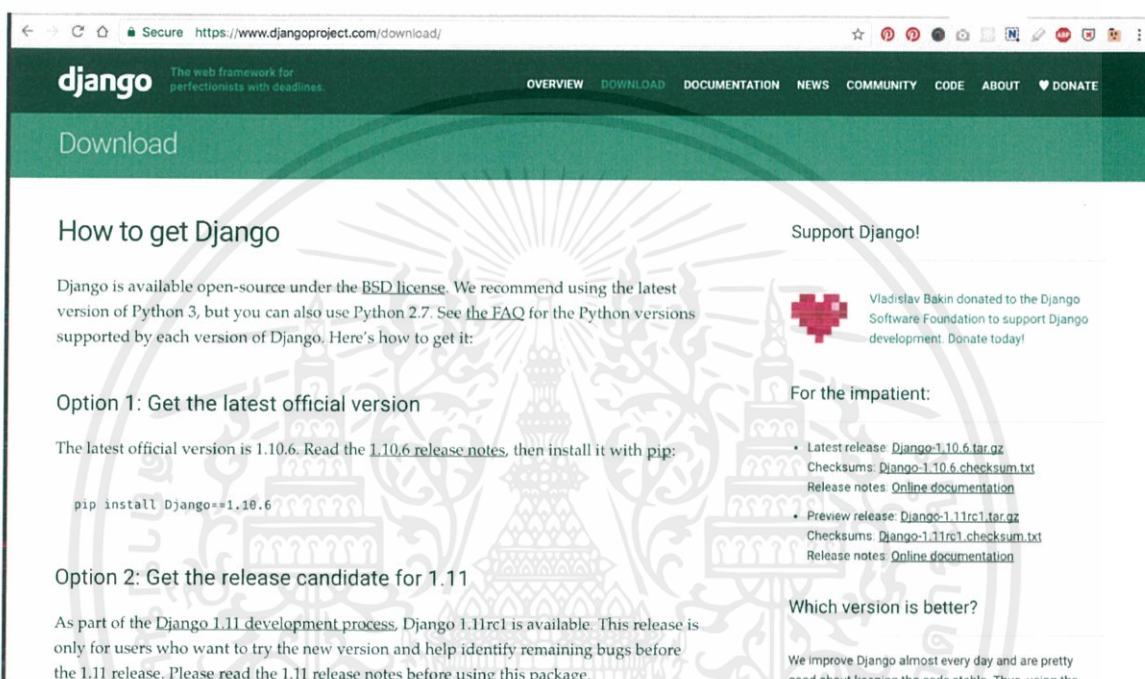 Secure https://www.djangoproject.com/download/
django
The web framework for
perfectionists with deadlines.
OVERVIEW DOWNLOAD DOCUMENTATION NEWS COMMUNITY CODE ABOUT DONATE
Download
How to get Django
Django is available open-source under the BSD license. We recommend using the latest
version of Python 3, but you can also use Python 2.7. See the FAQ for the Python versions
supported by each version of Django. Here's how to get it:
Option 1: Get the latest official version
The latest official version is 1.10.6. Read the 1.10.6 release notes, then install it with pip:
pip install Django==1.10.6
Option 2: Get the release candidate for 1.11
As part of the Django 1.11 development process, Django 1.11rc1 is available. This release is
only for users who want to try the new version and help identify remaining bugs before
the 1.11 release. Please read the 1.11 release notes before using this package.
Support Django!
Vladislav Bakin donated to the Django
Software Foundation to support Django
development. Donate today!
For the impatient:
• Latest release: Django-1.10.6.tar.gz
Checksums: Django-1.10.6.checksum.txt
Release notes: Online documentation
• Preview release: Django-1.11rc1.tar.gz
Checksums: Django-1.11rc1.checksum.txt
Release notes: Online documentation
Which version is better?
We improve Django almost every day and are pretty
good about keeping the code stable. Thus, using the